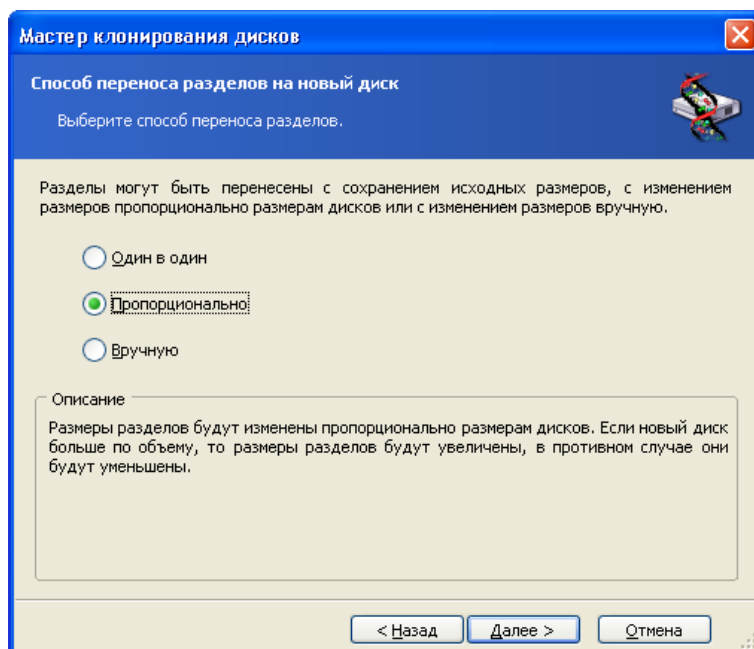 Мастер клонирования дисков
Способ переноса разделов на новый диск
Выберите способ переноса разделов.
Разделы могут быть перенесены с сохранением исходных размеров, с изменением
размеров пропорционально размерам дисков или с изменением размеров вручную.
Один в один
Пропорционально
Вручную
Описание
Размеры разделов будут изменены пропорционально размерам дисков. Если новый диск
больше по объему, то размеры разделов будут увеличены, в противном случае они
будут уменьшены.
< Назад
Далее >
Отмена